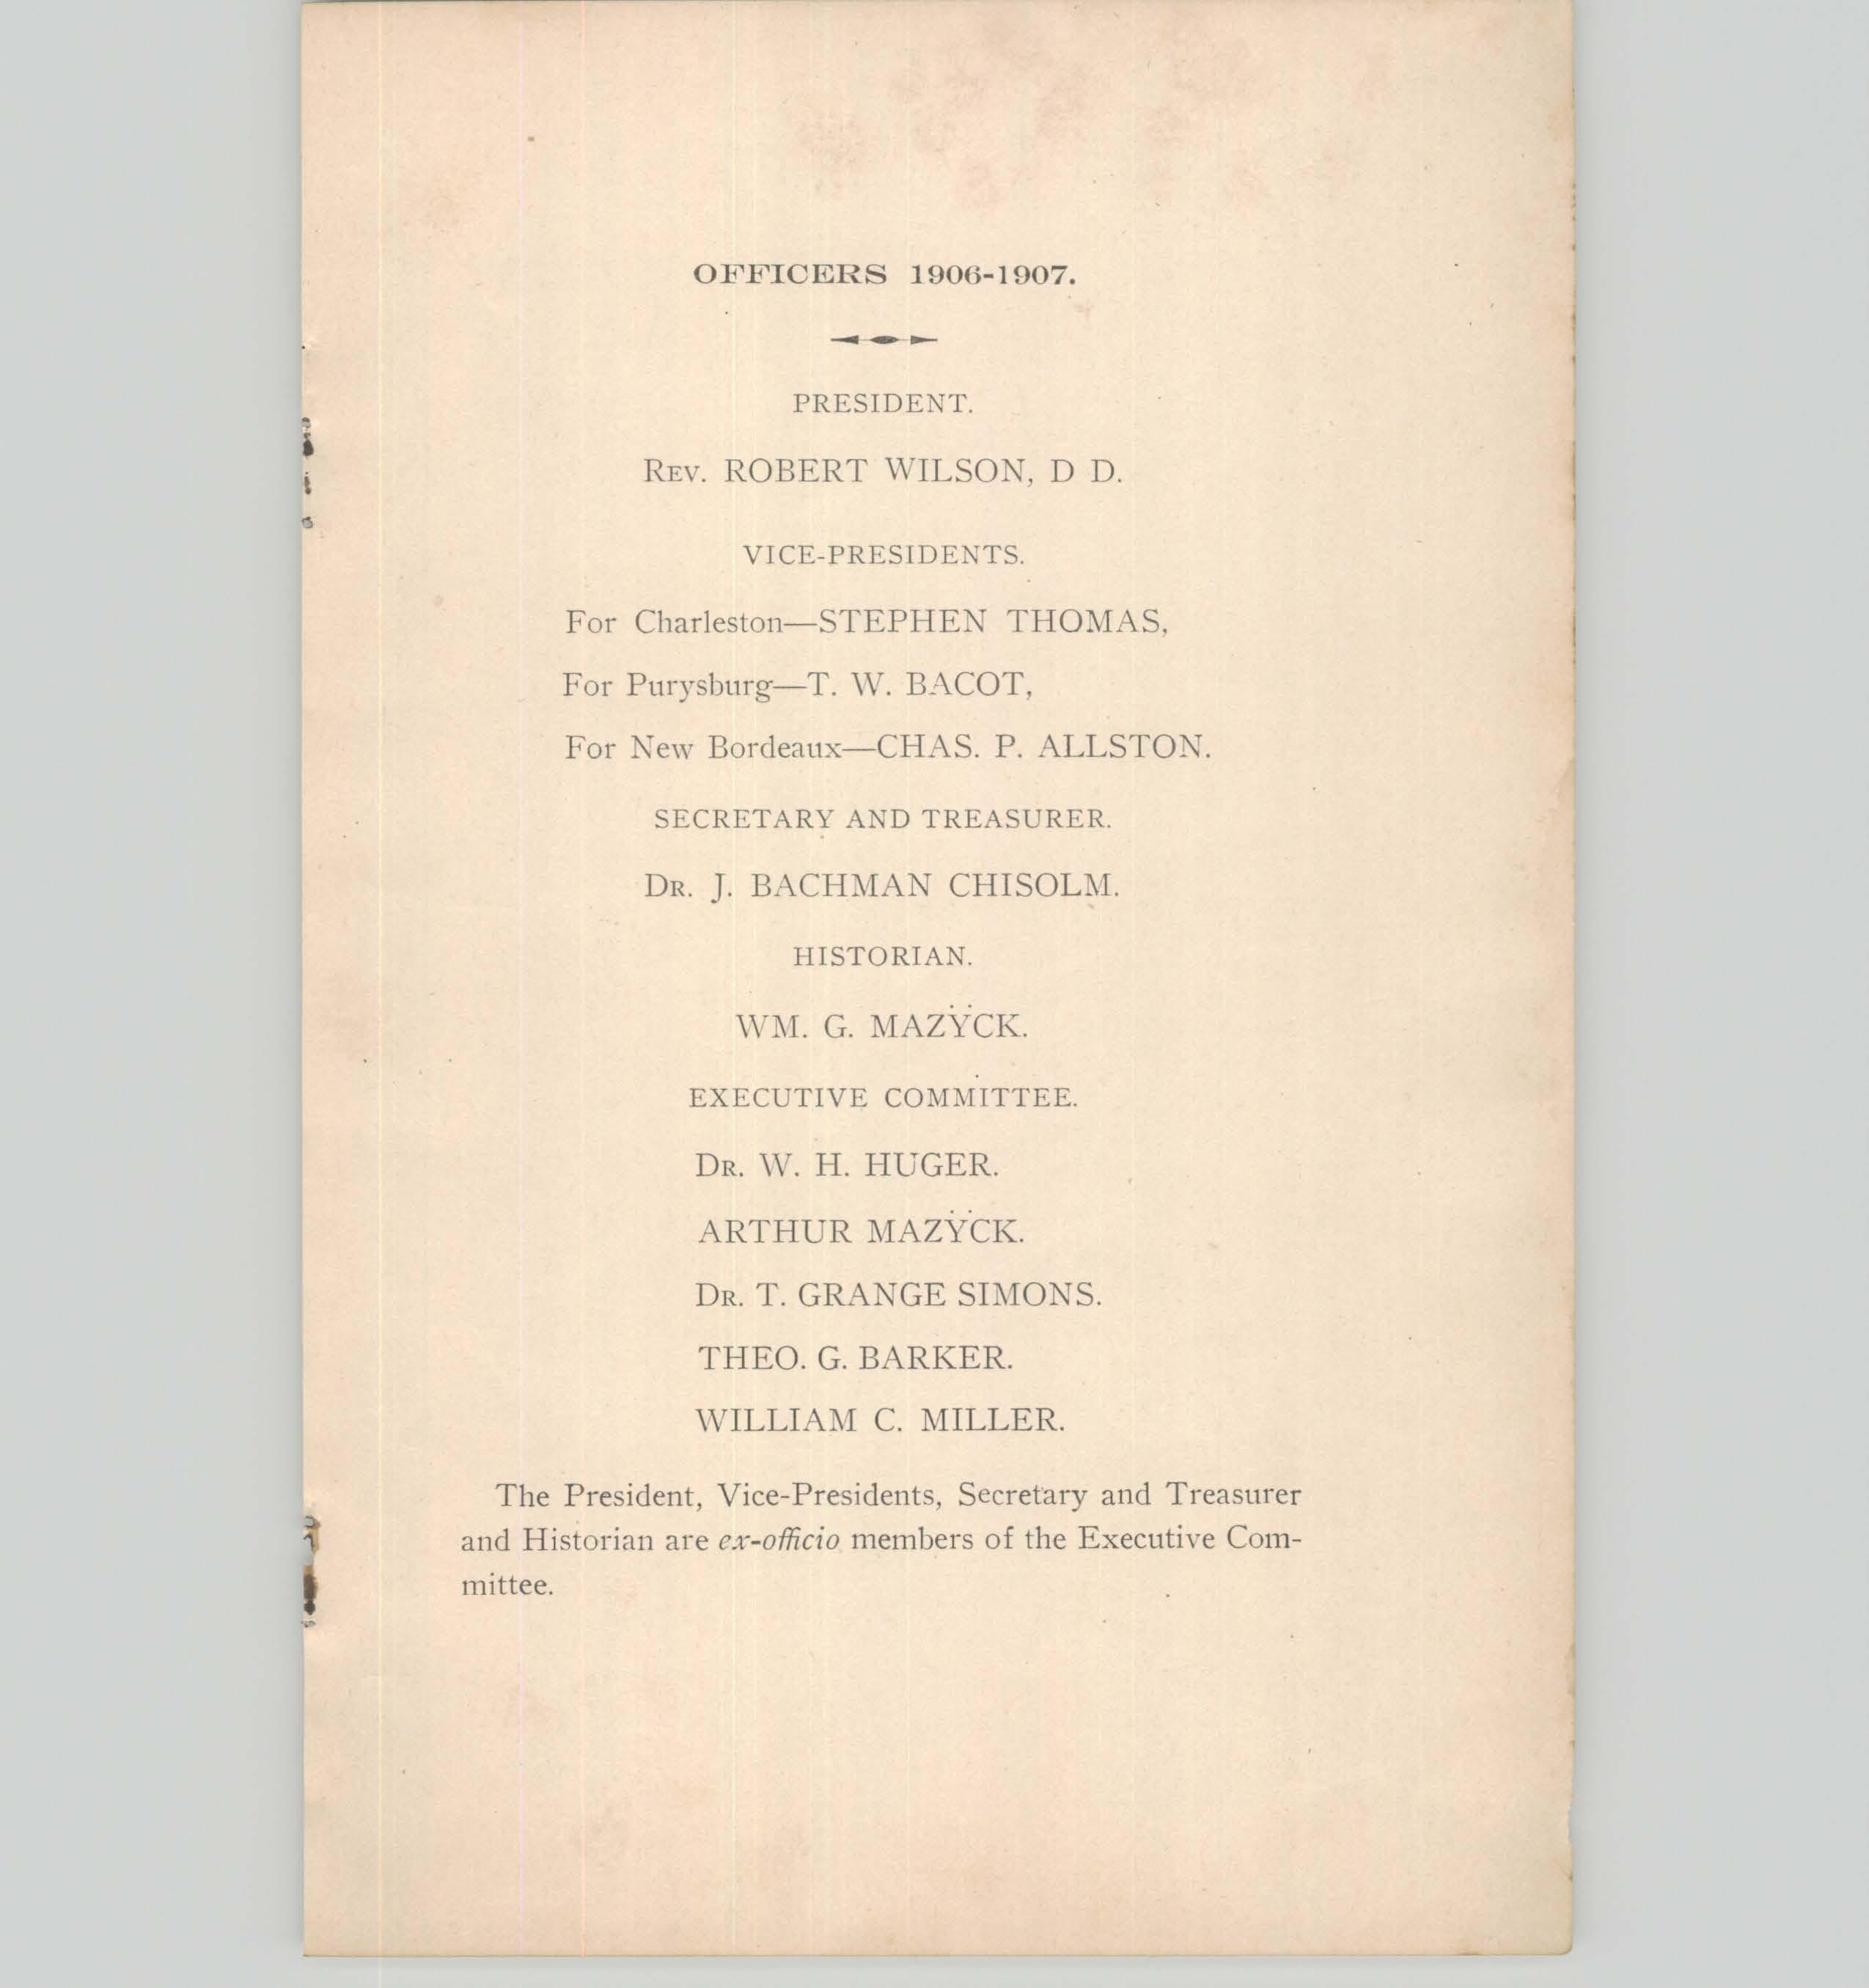 OFFICERS 1906-1907.
PRESIDENT.
REV. ROBERT WILSON, D D.
VICE-PRESIDENTS.
For Charleston—STEPHEN THOMAS,
For Purysburg—T. W. BACOT,
For New Bordeaux—CHAS. P. ALLSTON.
SECRETARY AND TREASURER.
DR. J. BACHMAN CHISOLM.
HISTORIAN.
WM. G. MAZŸCK.
EXECUTIVE COMMITTEE.
DR. W. H. HUGER.
ARTHUR MAZŸCK.
DR. T. GRANGE SIMONS.
THEO. G. BARKER.
WILLIAM C. MILLER.
The President, Vice-Presidents, Secretary and Treasurer
and Historian are ex-officio members of the Executive Com-
mittee.